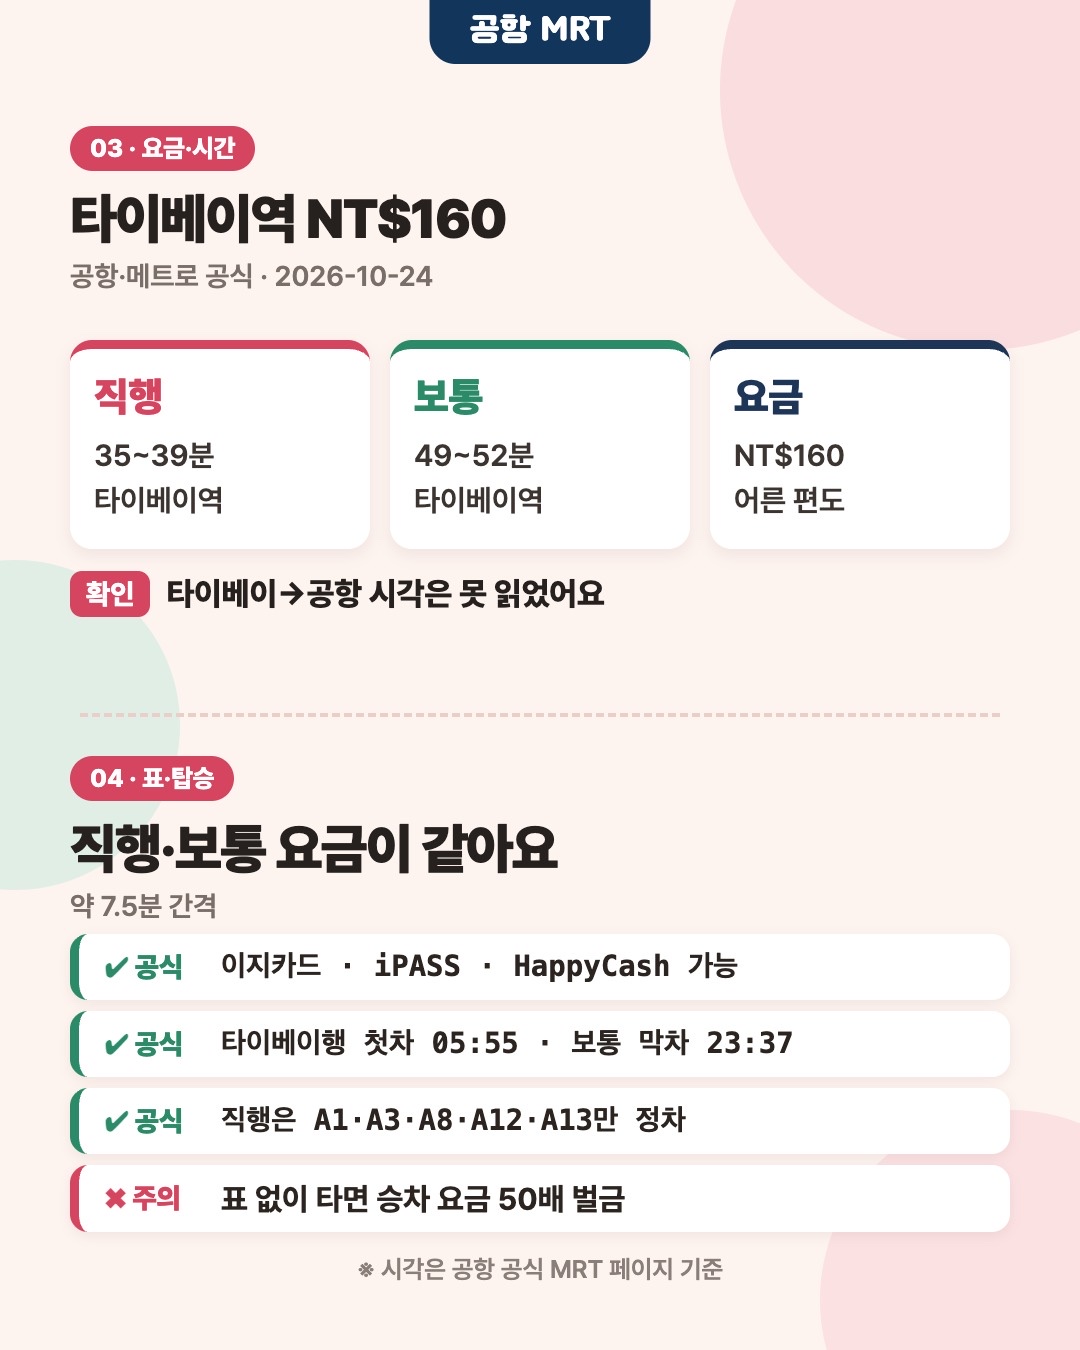 공항 MRT
03 · 요금·시간
타이베이역 NT$160
공항·메트로 공식 · 2026-10-24
직행
35~39분
타이베이역
보통
49~52분
타이베이역
요금
NT$160
어른 편도
확인 타이베이→공항 시각은 못 읽었어요
04 · 표·탑승
직행·보통 요금이 같아요
약 7.5분 간격
✔ 공식 이지카드 · iPASS · HappyCash 가능
✔ 공식 타이베이행 첫차 05:55 · 보통 막차 23:37
✔ 공식 직행은 A1·A3·A8·A12·A13만 정차
✖ 주의 표 없이 타면 승차 요금 50배 벌금
※ 시각은 공항 공식 MRT 페이지 기준